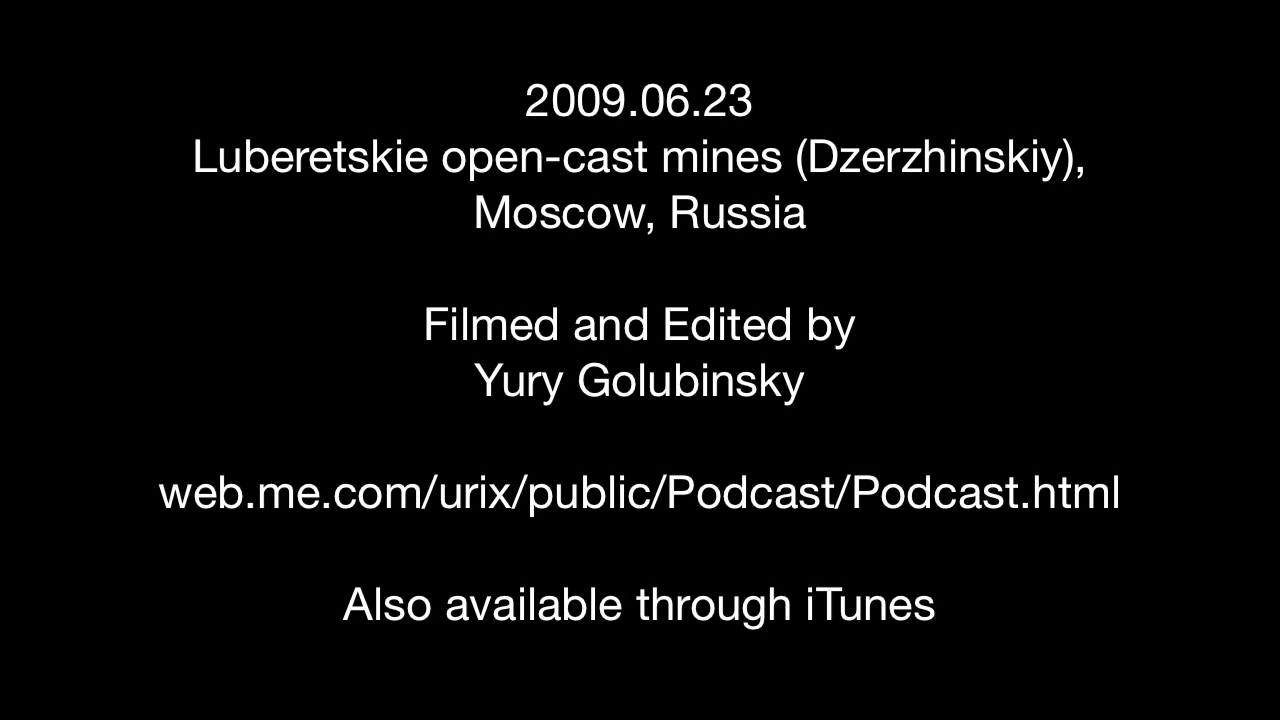 2009.06.23
Luberetskie open-cast mines (Dzerzhinskiy),
Moscow, Russia
Filmed and Edited by
Yury Golubinsky
web.me.com/urix/public/Podcast/Podcast.html
Also available through iTunes